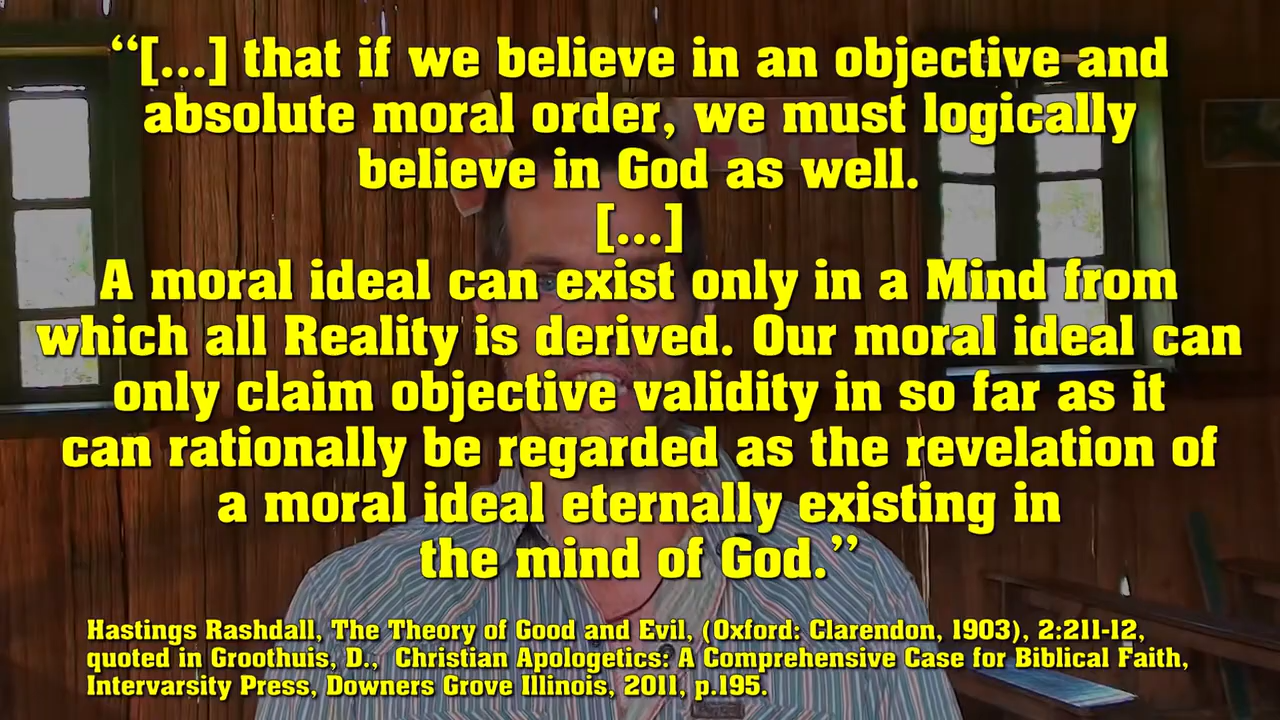 “[...] that if we believe in an objective and
absolute moral order, we must logically
believe in God as well.
[...]
A moral ideal can exist only in a Mind from
which all Reality is derived. Our moral ideal can
only claim objective validity in so far as it
can rationally be regarded as the revelation of
a moral ideal eternally existing in
the mind of God.”
Hastings Rashdall, The Theory of Good and Evil, (Oxford: Clarendon, 1903), 2:211-12,
quoted in Groothuis, D., Christian Apologetics: A Comprehensive Case for Biblical Faith,
Intervarsity Press, Downers Grove Illinois, 2011, p.195.